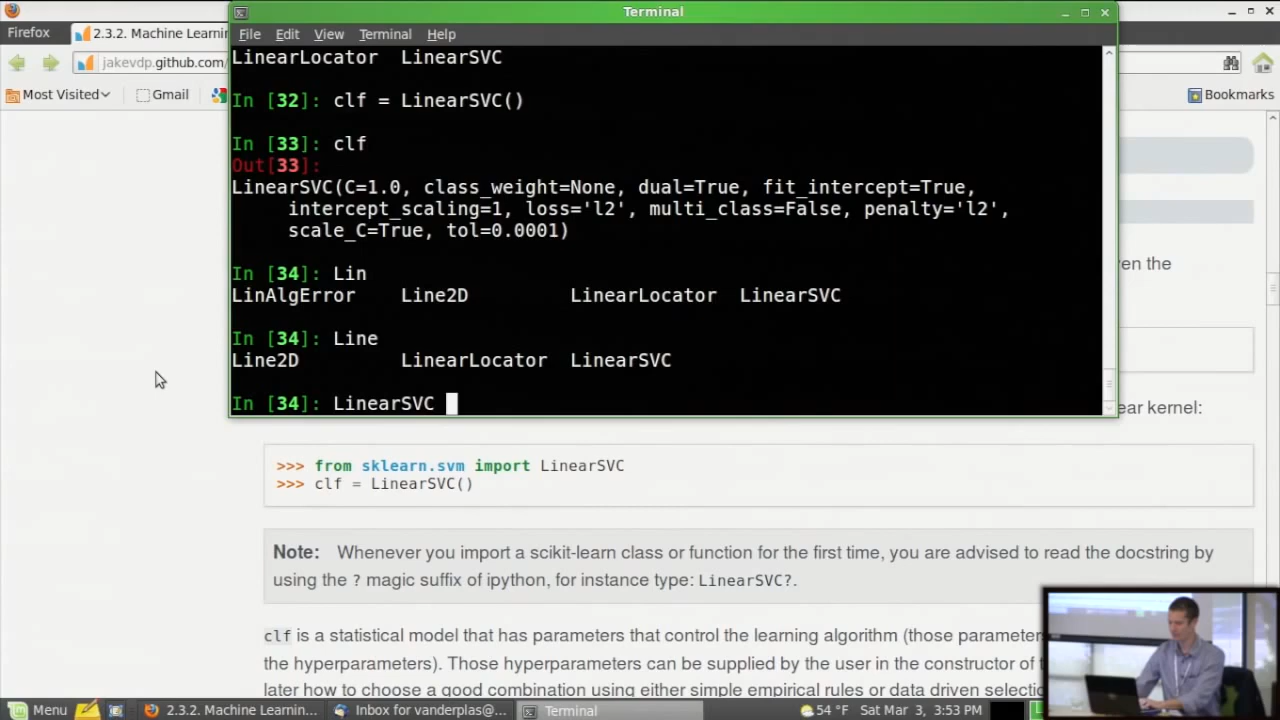 Terminal
Firefox
2.3.2. Machine Learni
File Edit View Terminal Help
jakevdp.github.com/
Most Visited
Gmail
Bookmarks
LinearLocator LinearSVC
In [32]: clf = LinearSVC()
In [33]: clf
Out[33]:
LinearSVC(C=1.0, class_weight=None, dual=True, fit_intercept=True,
intercept_scaling=1, loss='l2', multi_class=False, penalty='l2',
scale_C=True, tol=0.0001)
In [34]: Lin
LinAlgError Line2D LinearLocator LinearSVC
In [34]: Line
Line2D LinearLocator LinearSVC
In [34]: LinearSVC
en the
ear kernel:
>>> from sklearn.svm import LinearSVC
>>> clf = LinearSVC()
Note: Whenever you import a scikit-learn class or function for the first time, you are advised to read the docstring by
using the ? magic suffix of ipython, for instance type: LinearSVC?.
clf is a statistical model that has parameters that control the learning algorithm (those parameter
the hyperparameters). Those hyperparameters can be supplied by the user in the constructor of t
later how to choose a good combination using either simple empirical rules or data driven selecti
Menu 2.3.2. Machine Learnin... Inbox for vanderplas@... Terminal 54 °F Sat Mar 3, 3:53 PM